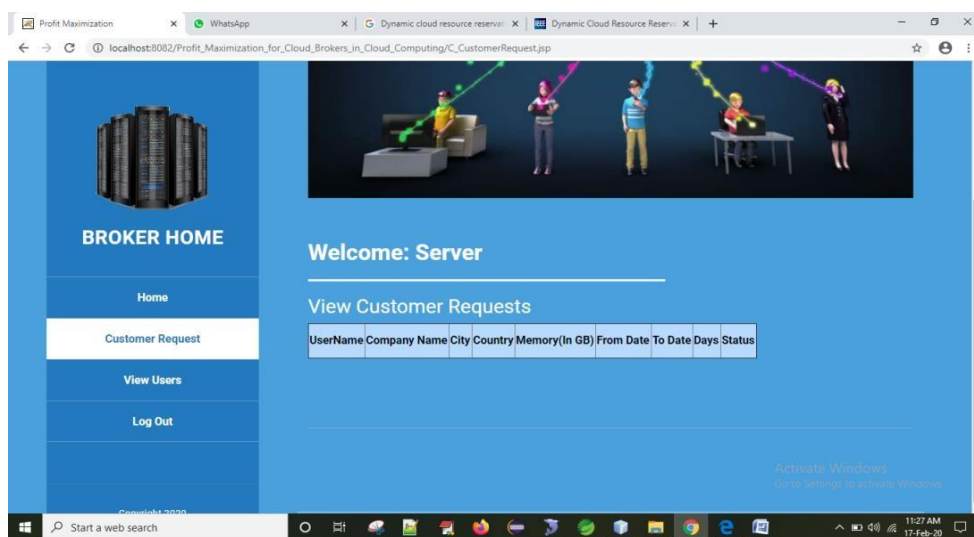 Profit Maximization
WhatsApp
Dynamic cloud resource reservat
Dynamic Cloud Resource Reserv
localhost:8082/Profit_Maximization_for_Cloud_Brokers_in_Cloud_Computing/C_CustomerRequest.jsp
BROKER HOME
Home
Customer Request
View Users
Log Out
Copyright 2020
Welcome: Server
View Customer Requests
UserName Company Name City Country Memory(In GB) From Date To Date Days Status
Activate Windows
Go to Settings to activate Windows.
Start a web search
11:27 AM
17-Feb-20